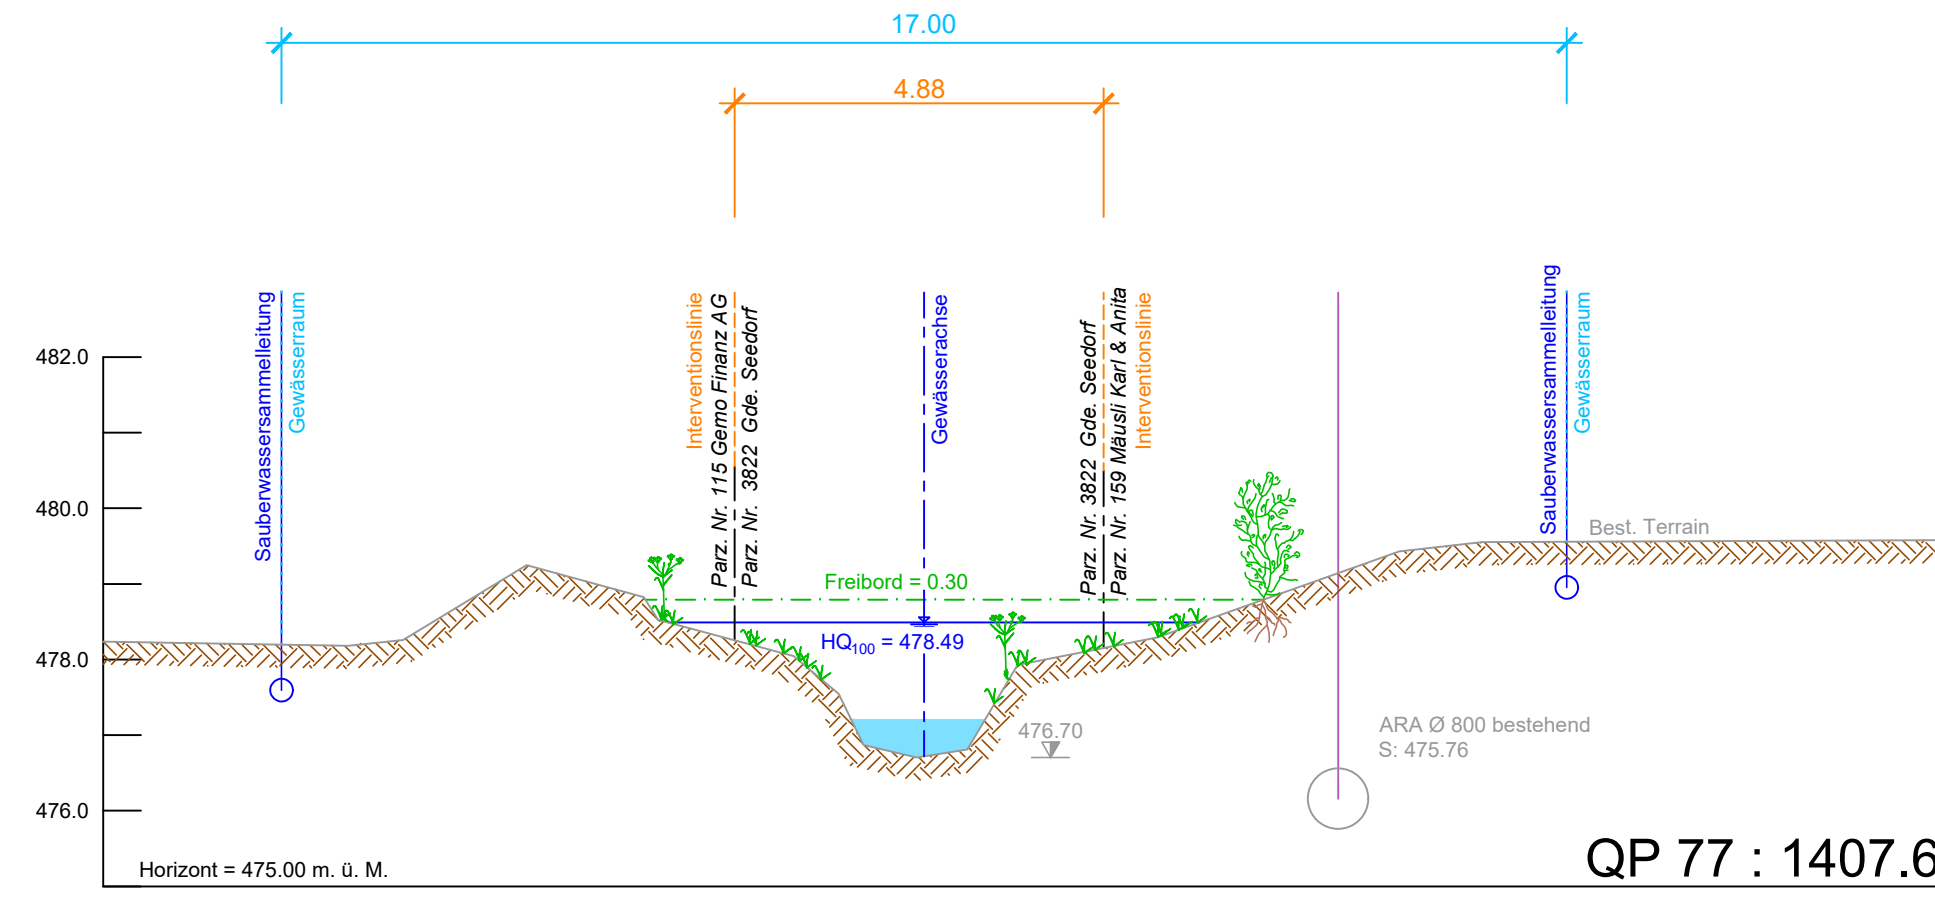 17.00
4.88
Sauberwassersammelleitung
Gewässerraum
Interventionslinie
Parz. Nr. 115 Gemo Finanz AG
Parz. Nr. 3822 Gde. Seedorf
Gewässerachse
Parz. Nr. 3822 Gde. Seedorf
Parz. Nr. 159 Mäusli Karl & Anita
Interventionslinie
Sauberwassersammelleitung
Gewässerraum
482.0
480.0
478.0
476.0
Best. Terrain
Freibord = 0.30
HQ100 = 478.49
476.70
ARA Ø 800 bestehend
S: 475.76
Horizont = 475.00 m. ü. M.
QP 77 : 1407.6